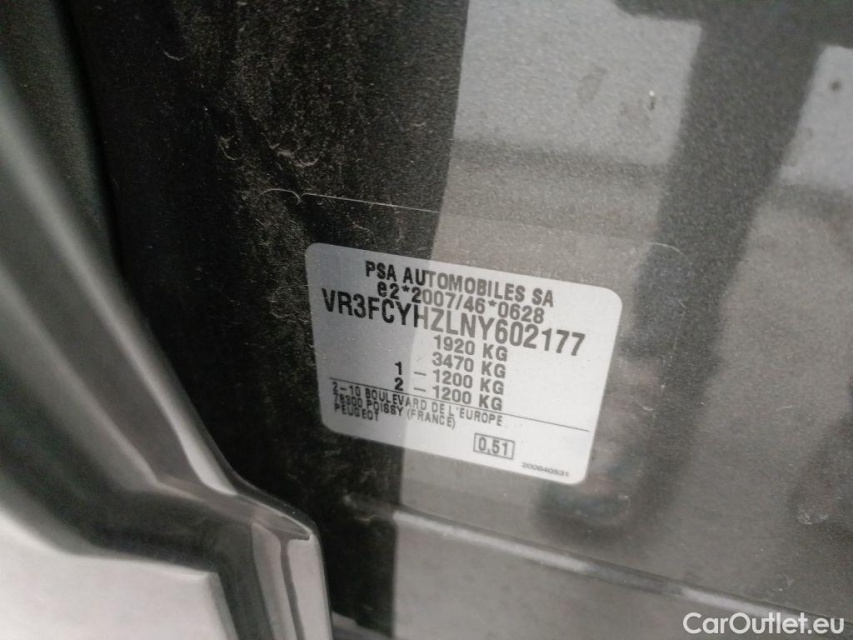 PSA AUTOMOBILES SA
e2*2007/46*0628
VR3FCYHZLNY602177
1920 KG
3470 KG
1 - 1200 KG
2 - 1200 KG
2-10 BOULEVARD DE L'EUROPE
78300 POISSY (FRANCE)
PEUGEOT
0.51
200640531
CarOutlet.eu